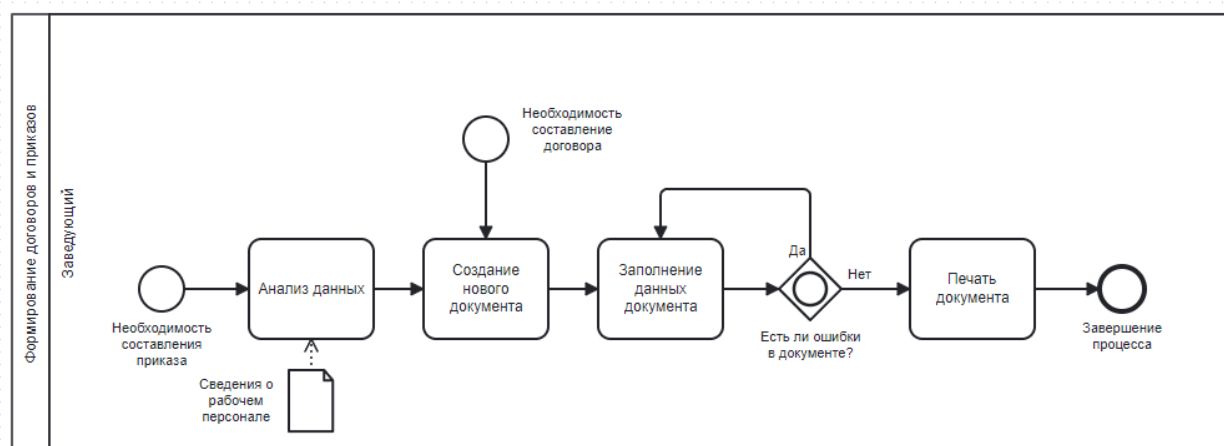 Формирование договоров и приказов
Заведующий
Необходимость
составление
договора
Необходимость
составления
приказа
Анализ данных
Сведения о
рабочем
персонале
Создание
нового
документа
Заполнение
данных
документа
Да
Нет
Есть ли ошибки
в документе?
Печать
документа
Завершение
процесса